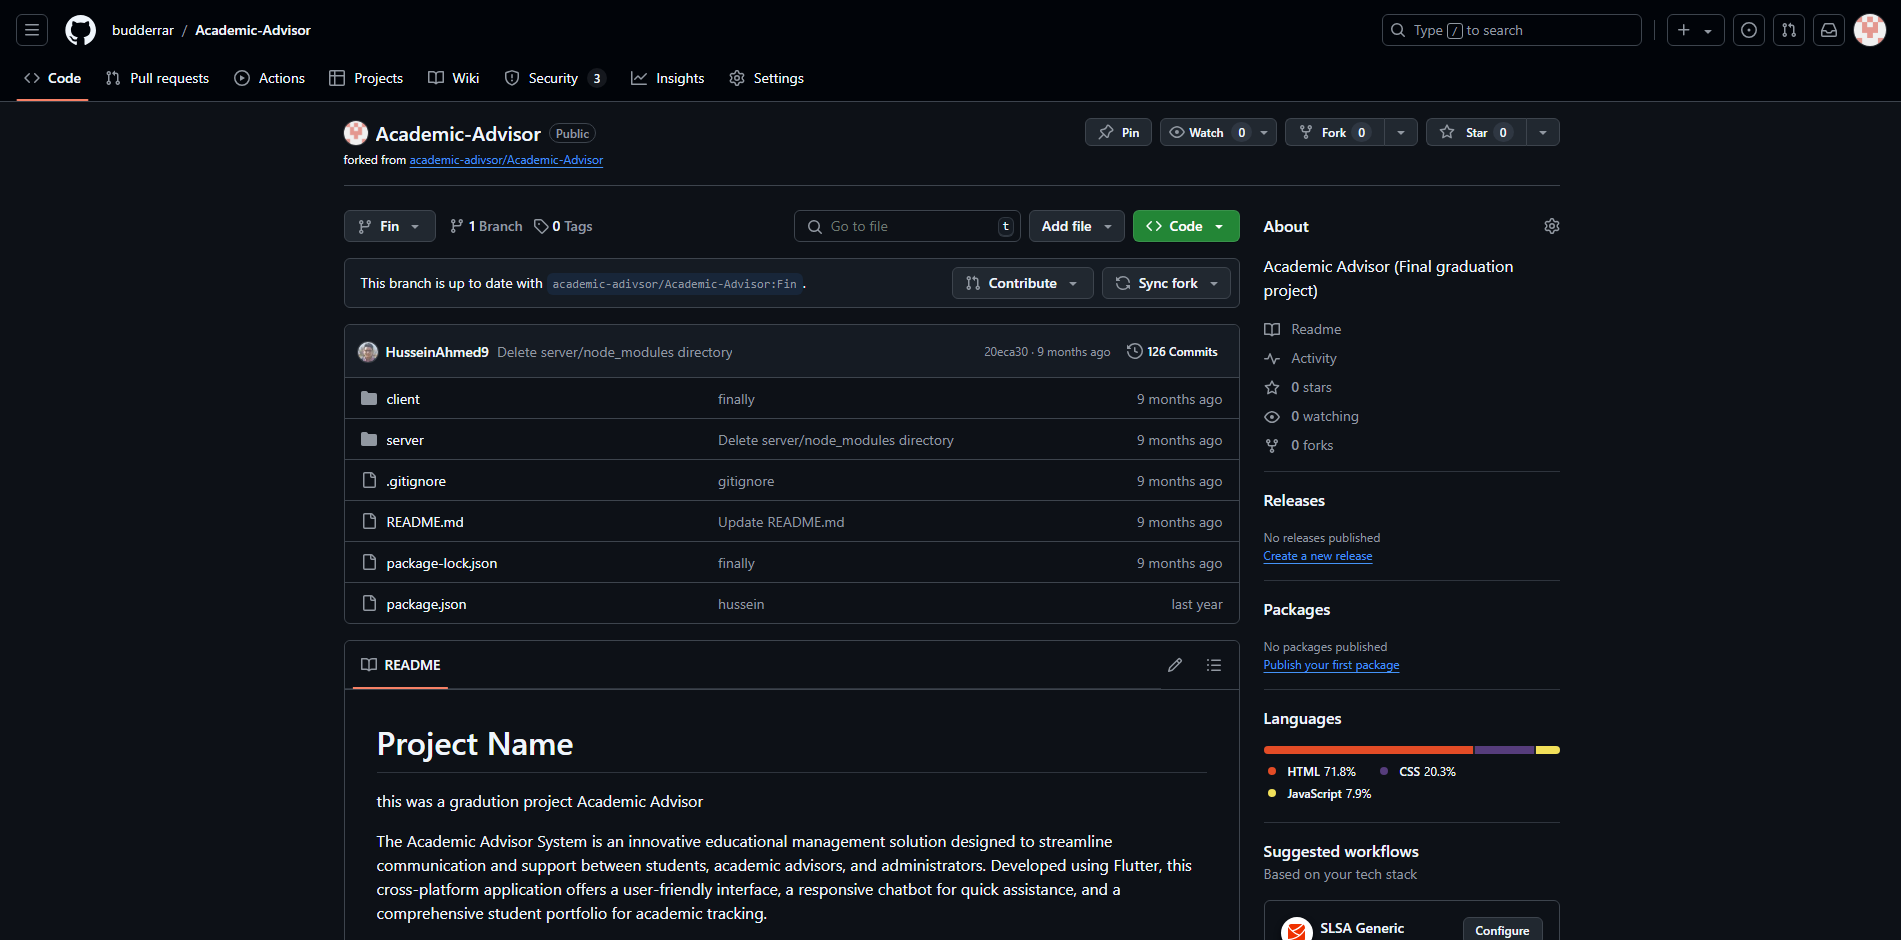 budderrar / Academic-Advisor
Type / to search
Code Pull requests Actions Projects Wiki Security 3 Insights Settings
Academic-Advisor Public
Pin Watch 0 Fork 0 Star 0
forked from academic-adivsor/Academic-Advisor
Fin 1 Branch 0 Tags Go to file t Add file Code
This branch is up to date with academic-adivsor/Academic-Advisor:Fin .
Contribute Sync fork
HusseinAhmed9 Delete server/node_modules directory 20eca30 · 9 months ago 126 Commits
client finally 9 months ago
server Delete server/node_modules directory 9 months ago
.gitignore gitignore 9 months ago
README.md Update README.md 9 months ago
package-lock.json finally 9 months ago
package.json hussein last year
README
Project Name
this was a gradution project Academic Advisor
The Academic Advisor System is an innovative educational management solution designed to streamline
communication and support between students, academic advisors, and administrators. Developed using Flutter, this
cross-platform application offers a user-friendly interface, a responsive chatbot for quick assistance, and a
comprehensive student portfolio for academic tracking.
About
Academic Advisor (Final graduation
project)
Readme
Activity
0 stars
0 watching
0 forks
Releases
No releases published
Create a new release
Packages
No packages published
Publish your first package
Languages
HTML 71.8% CSS 20.3%
JavaScript 7.9%
Suggested workflows
Based on your tech stack
SLSA Generic
Configure